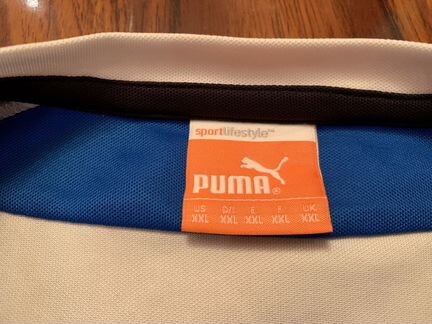 sportlifestyle™
PUMA®
US D/I E F UK
XXL XXL XXL XXL XXL